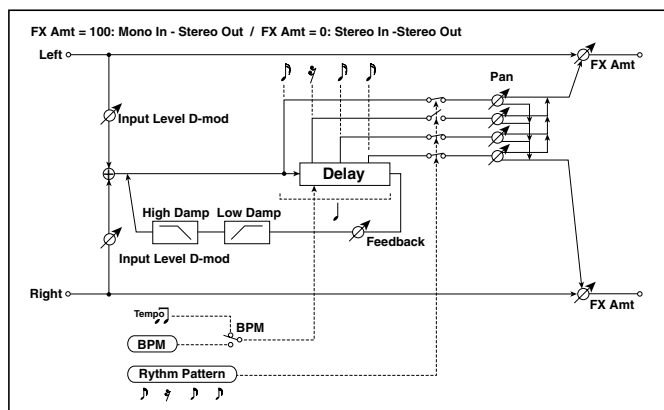 FX Amt = 100: Mono In - Stereo Out / FX Amt = 0: Stereo In -Stereo Out
Left
FX Amt
Pan
Input Level D-mod
Delay
High Damp
Low Damp
Feedback
Input Level D-mod
Right
FX Amt
Tempo
BPM
BPM
Rythm Pattern